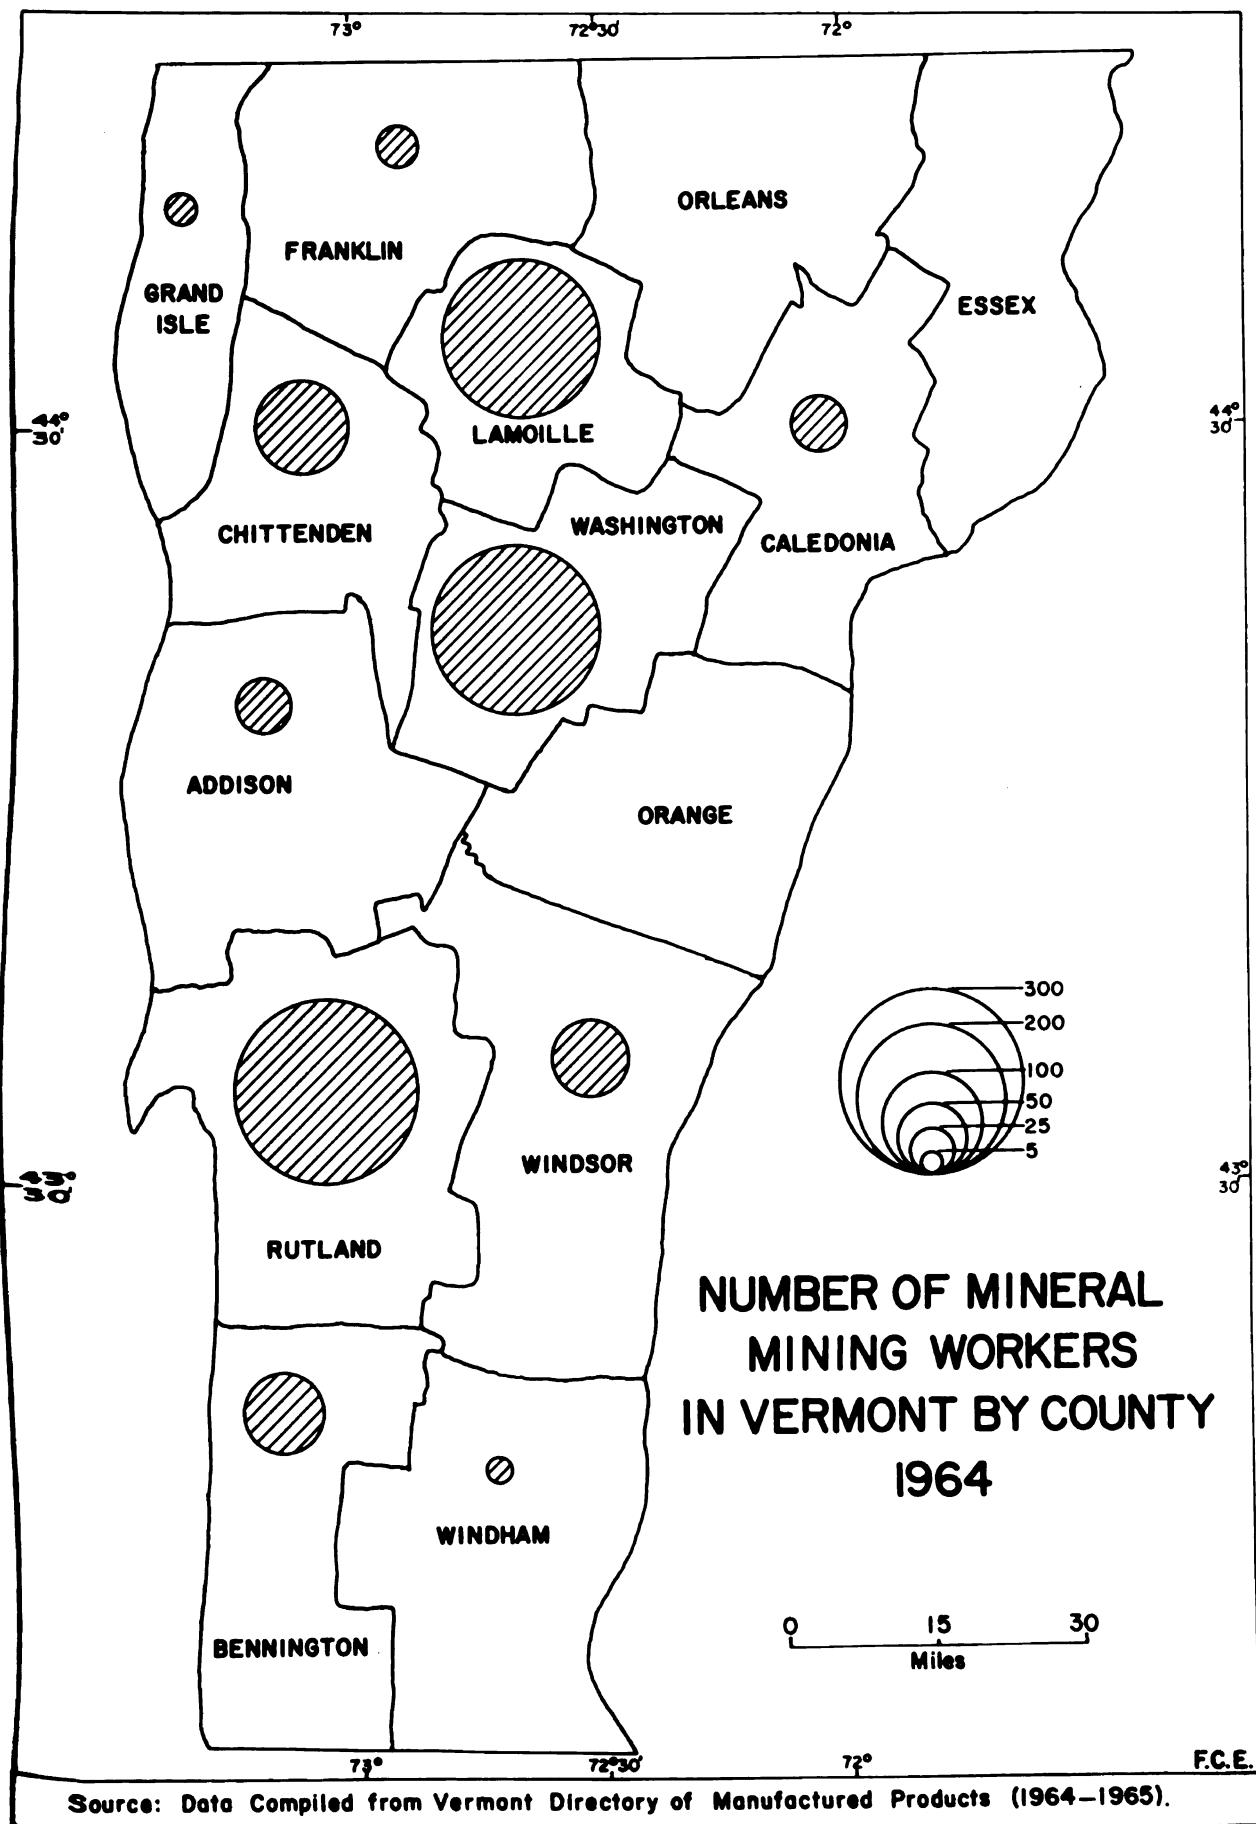 73° 72°30' 72°
ORLEANS
FRANKLIN
GRAND
ISLE
ESSEX
44°
30'
44°
30'
LAMOILLE
CHITTENDEN
WASHINGTON
CALEDONIA
ADDISON
ORANGE
300
200
100
50
25
5
WINDSOR
43°
30'
43°
30'
RUTLAND
NUMBER OF MINERAL
MINING WORKERS
IN VERMONT BY COUNTY
1964
WINDHAM
0 15 30
Miles
BENNINGTON
73° 72°30' 72°
F.C.E.
Source: Data Compiled from Vermont Directory of Manufactured Products (1964–1965).